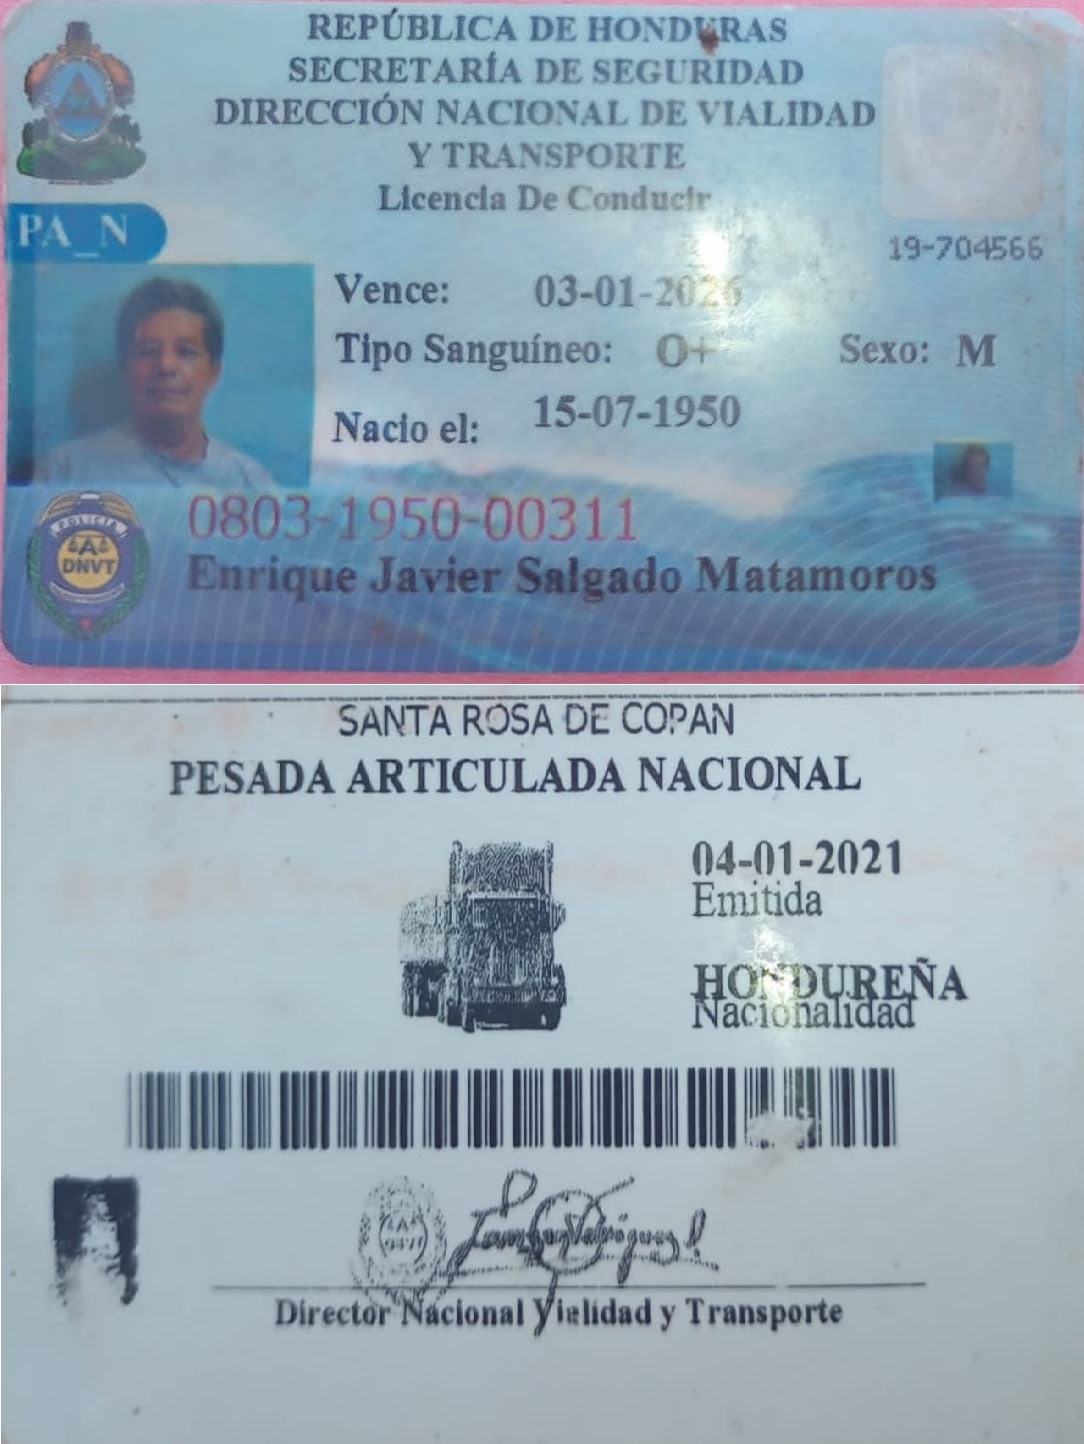 REPÚBLICA DE HONDURAS
SECRETARÍA DE SEGURIDAD
DIRECCIÓN NACIONAL DE VIALIDAD
Y TRANSPORTE
Licencia De Conducir
PA_N
19-704566
Vence: 03-01-2026
Tipo Sanguíneo: O+ Sexo: M
Nacio el: 15-07-1950
POLICIA
DNVT
0803-1950-00311
Enrique Javier Salgado Matamoros
SANTA ROSA DE COPAN
PESADA ARTICULADA NACIONAL
04-01-2021
Emitida
HONDUREÑA
Nacionalidad
Director Nacional Vialidad y Transporte